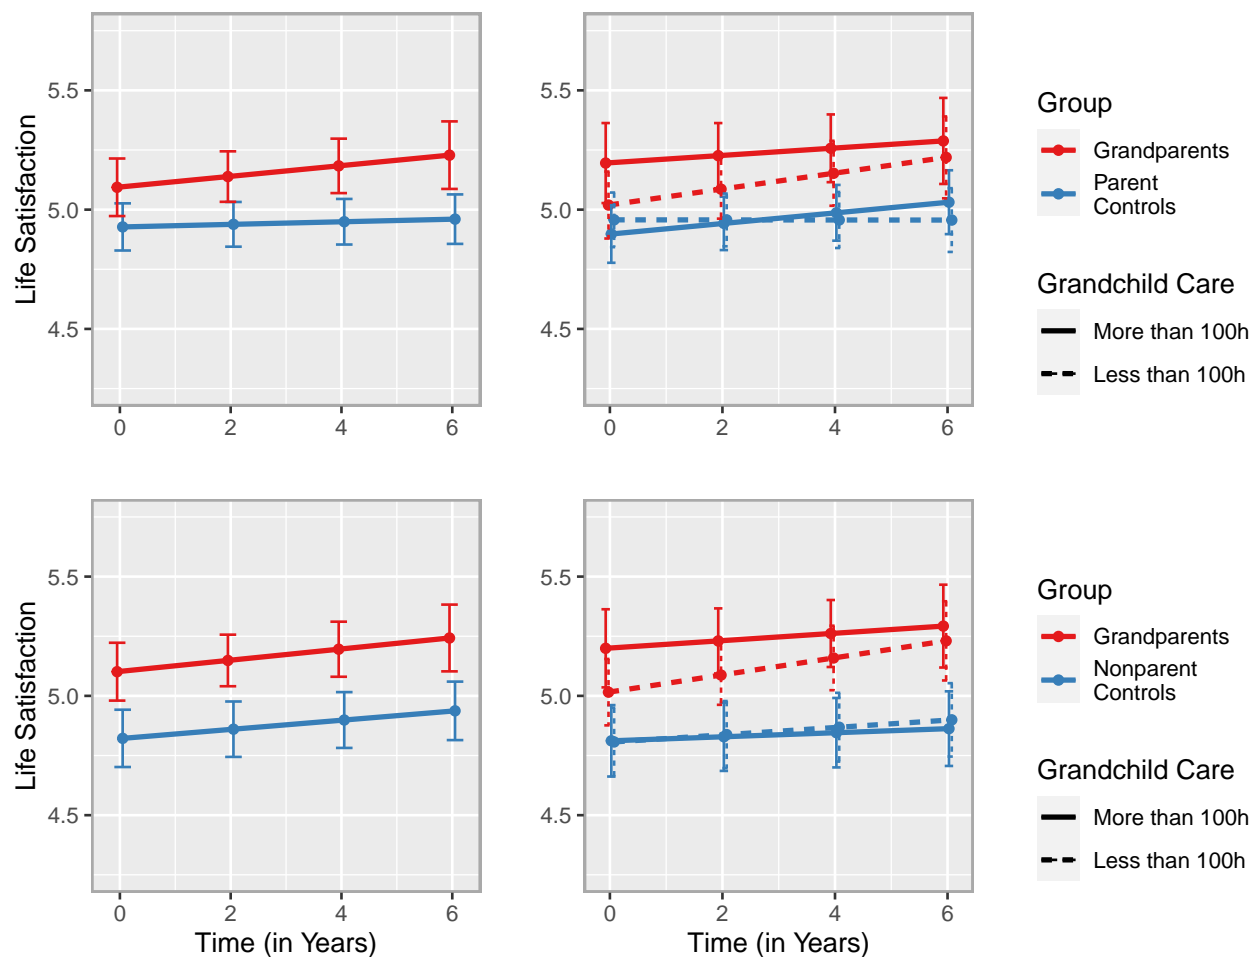 Life Satisfaction
5.5
5.0
4.5
0 2 4 6
5.5
5.0
4.5
0 2 4 6
Group
Grandparents
Parent
Controls
Grandchild Care
More than 100h
Less than 100h
Life Satisfaction
5.5
5.0
4.5
0 2 4 6
Time (in Years)
5.5
5.0
4.5
0 2 4 6
Time (in Years)
Group
Grandparents
Nonparent
Controls
Grandchild Care
More than 100h
Less than 100h